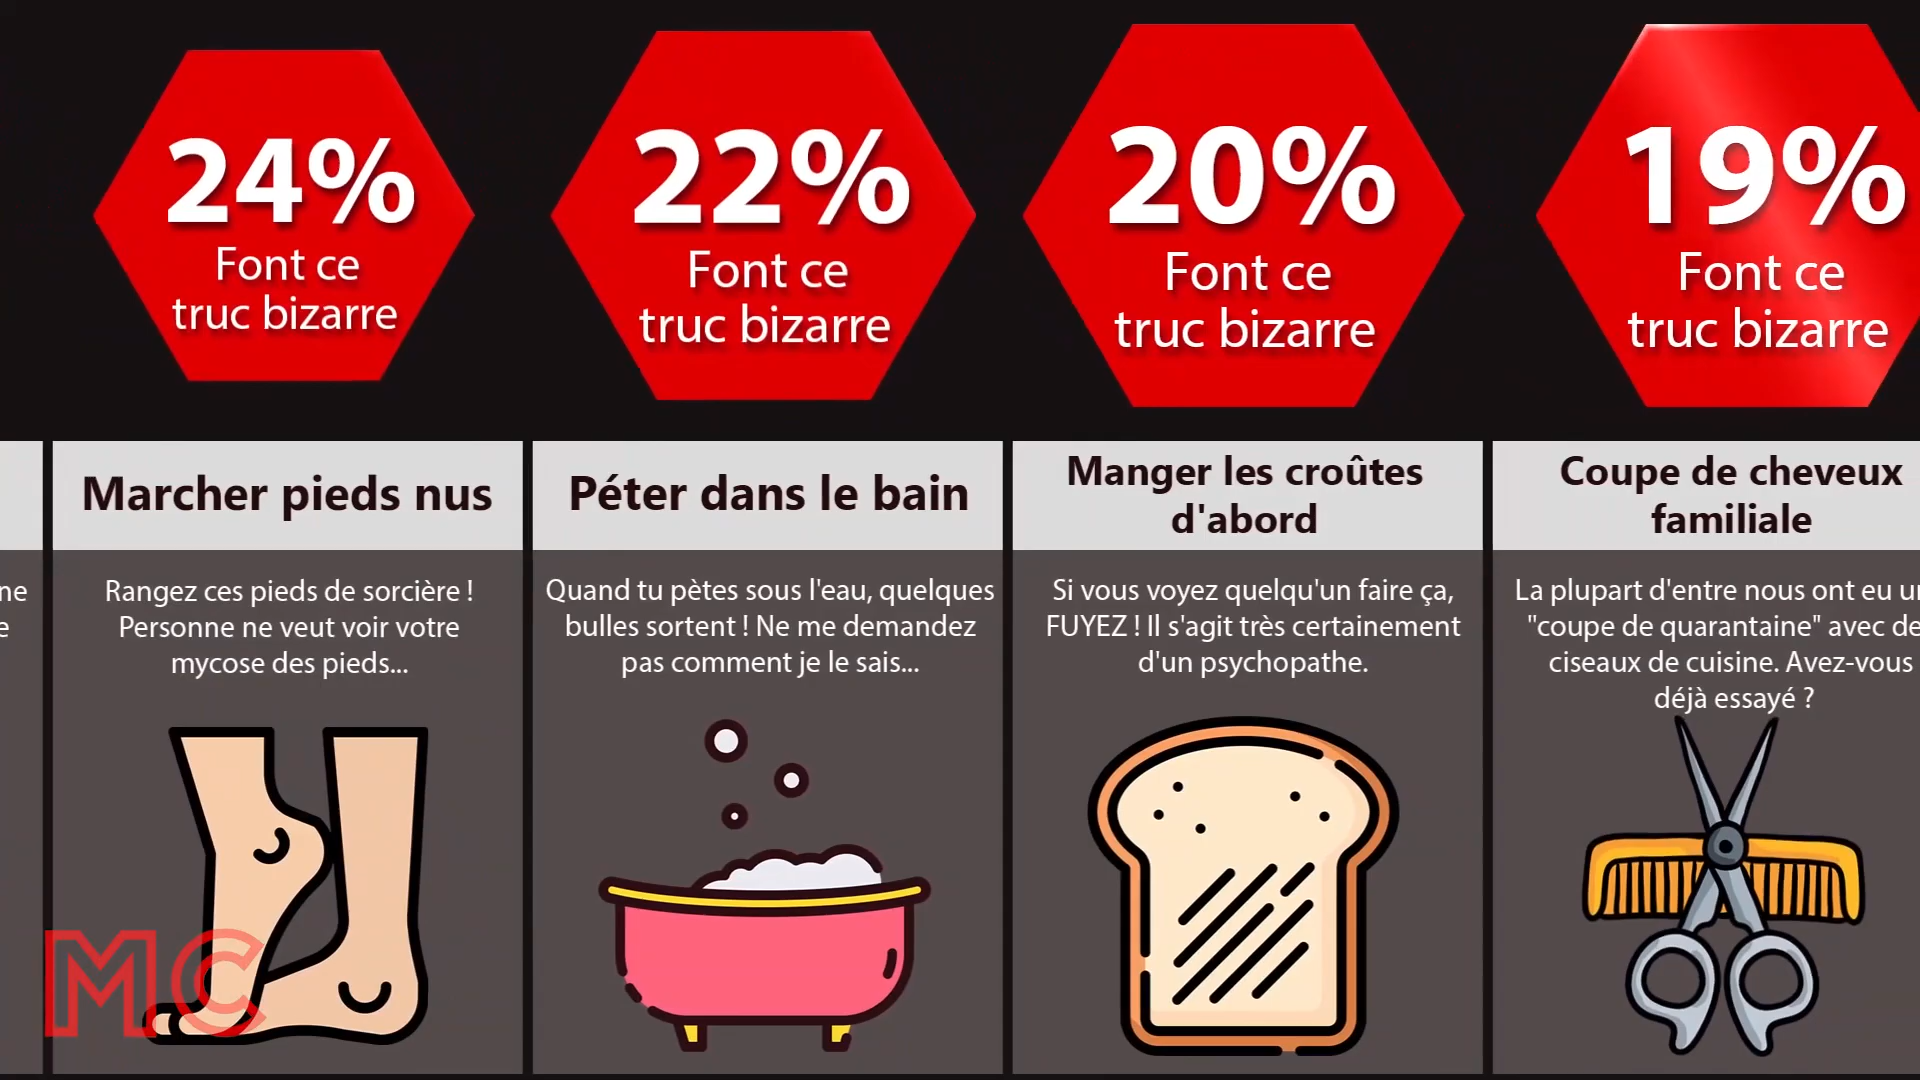 24%
Font ce
truc bizarre
22%
Font ce
truc bizarre
20%
Font ce
truc bizarre
19%
Font ce
truc bizarre
Marcher pieds nus
Rangez ces pieds de sorcière !
Personne ne veut voir votre
mycose des pieds...
Péter dans le bain
Quand tu pètes sous l'eau, quelques
bulles sortent ! Ne me demandez
pas comment je le sais...
Manger les croûtes
d'abord
Si vous voyez quelqu'un faire ça,
FUYEZ ! Il s'agit très certainement
d'un psychopathe.
Coupe de cheveux
familiale
La plupart d'entre nous ont eu
"coupe de quarantaine" avec
ciseaux de cuisine. Avez-vous
déjà essayé ?
MC